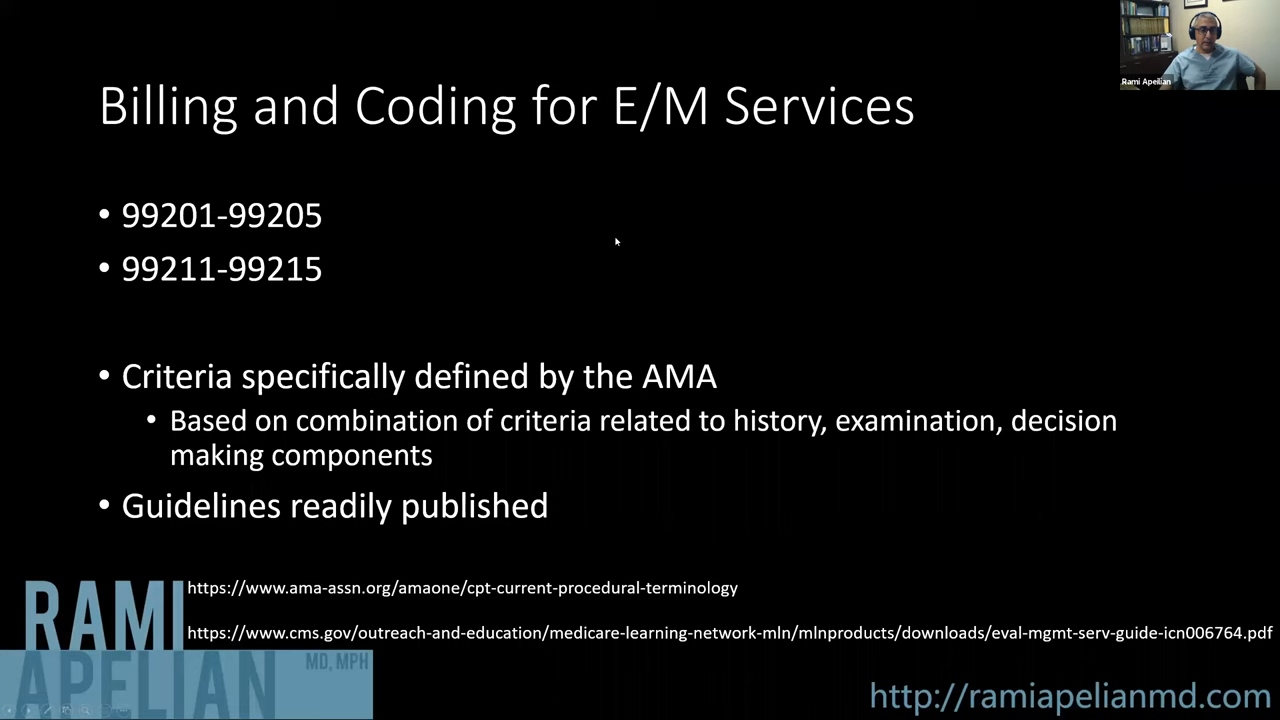 Rami Apelian
Billing and Coding for E/M Services
• 99201-99205
• 99211-99215
• Criteria specifically defined by the AMA
• Based on combination of criteria related to history, examination, decision
making components
• Guidelines readily published
https://www.ama-assn.org/amaone/cpt-current-procedural-terminology
https://www.cms.gov/outreach-and-education/medicare-learning-network-mln/mlnproducts/downloads/eval-mgmt-serv-guide-icn006764.pdf
RAMI
APELIAN
MD, MPH
http://ramiapelianmd.com